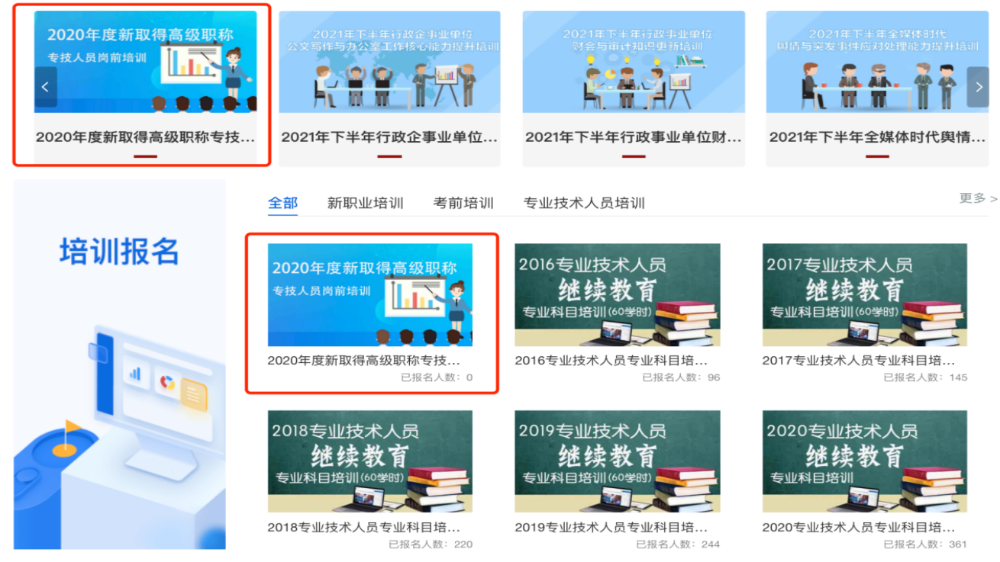 2020年度新取得高级职称
专技人员岗前培训
2020年度新取得高级职称专技...
2021年下半年行政企事业单位
公文写作与办公室工作核心能力提升培训
2021年下半年行政企事业单位...
2021年下半年行政事业单位
财会与审计知识更新培训
2021年下半年行政事业单位财...
2021年下半年全媒体时代
舆情与突发事件应对处理能力提升培训
2021年下半年全媒体时代舆情...
培训报名
全部 新职业培训 考前培训 专业技术人员培训 更多 >
2020年度新取得高级职称
专技人员岗前培训
2020年度新取得高级职称专技...
已报名人数：0
2016专业技术人员
继续教育
专业科目培训(60学时)
2016专业技术人员专业科目培...
已报名人数：96
2017专业技术人员
继续教育
专业科目培训(60学时)
2017专业技术人员专业科目培...
已报名人数：145
2018专业技术人员
继续教育
专业科目培训(60学时)
2018专业技术人员专业科目培...
已报名人数：220
2019专业技术人员
继续教育
专业科目培训(60学时)
2019专业技术人员专业科目培...
已报名人数：244
2020专业技术人员
继续教育
专业科目培训
2020专业技术人员专业科目培...
已报名人数：361